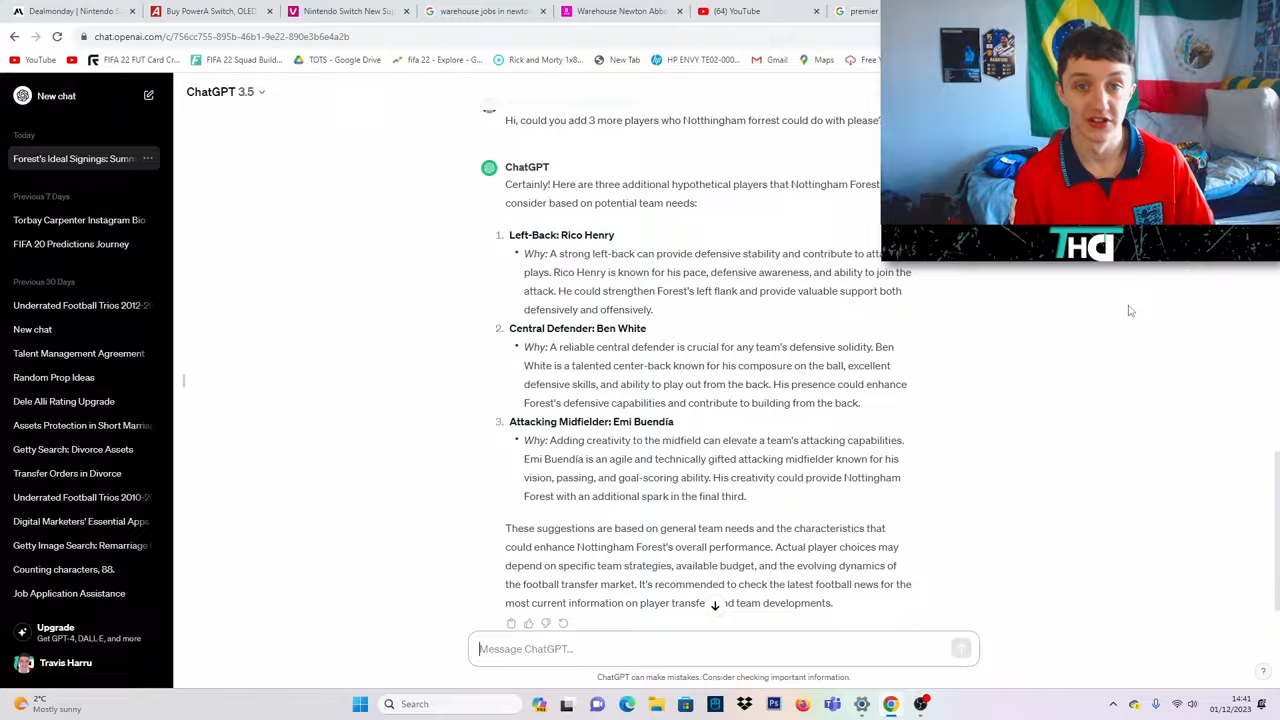 Dealmonday | Nintendo Sw
Buy PowerA Switch, OLED
Nintendo Switch New Sup
warehouse jobs in newton
Warehouse Newton Abbo
(64) YouTube
premier
chat.openai.com/c/756cc755-895b-46b1-9e22-890e3b6e4a2b
YouTube
FIFA 22 FUT Card Cr...
FIFA 22 Squad Build...
TOTS - Google Drive
fifa 22 - Explore - G...
Rick and Morty 1x8...
New Tab
HP ENVY TE02-000...
Gmail
Maps
Free V
New chat
ChatGPT 3.5
Today
Forest's Ideal Signings: Summ
Previous 7 Days
Torbay Carpenter Instagram Bio
FIFA 20 Predictions Journey
Previous 30 Days
Underrated Football Trios 2012-20
New chat
Talent Management Agreement
Random Prop Ideas
Dele Alli Rating Upgrade
Assets Protection in Short Marria
Getty Search: Divorce Assets
Transfer Orders in Divorce
Underrated Football Trios 2010-2
Digital Marketers' Essential Apps
Getty Image Search: Remarriage
Counting characters, 88.
Job Application Assistance
Upgrade
Get GPT-4, DALL·E, and more
Travis Harru
Hi, could you add 3 more players who Notthingham forrest could do with please?
ChatGPT
Certainly! Here are three additional hypothetical players that Nottingham Forest
consider based on potential team needs:
1. Left-Back: Rico Henry
• Why: A strong left-back can provide defensive stability and contribute to atta
plays. Rico Henry is known for his pace, defensive awareness, and ability to join the
attack. He could strengthen Forest's left flank and provide valuable support both
defensively and offensively.
2. Central Defender: Ben White
• Why: A reliable central defender is crucial for any team's defensive solidity. Ben
White is a talented center-back known for his composure on the ball, excellent
defensive skills, and ability to play out from the back. His presence could enhance
Forest's defensive capabilities and contribute to building from the back.
3. Attacking Midfielder: Emi Buendía
• Why: Adding creativity to the midfield can elevate a team's attacking capabilities.
Emi Buendía is an agile and technically gifted attacking midfielder known for his
vision, passing, and goal-scoring ability. His creativity could provide Nottingham
Forest with an additional spark in the final third.
These suggestions are based on general team needs and the characteristics that
could enhance Nottingham Forest's overall performance. Actual player choices may
depend on specific team strategies, available budget, and the evolving dynamics of
the football transfer market. It's recommended to check the latest football news for the
most current information on player transfe nd team developments.
Message ChatGPT...
ChatGPT can make mistakes. Consider checking important information.
THD
2°C
Mostly sunny
Search
14:41
01/12/2023